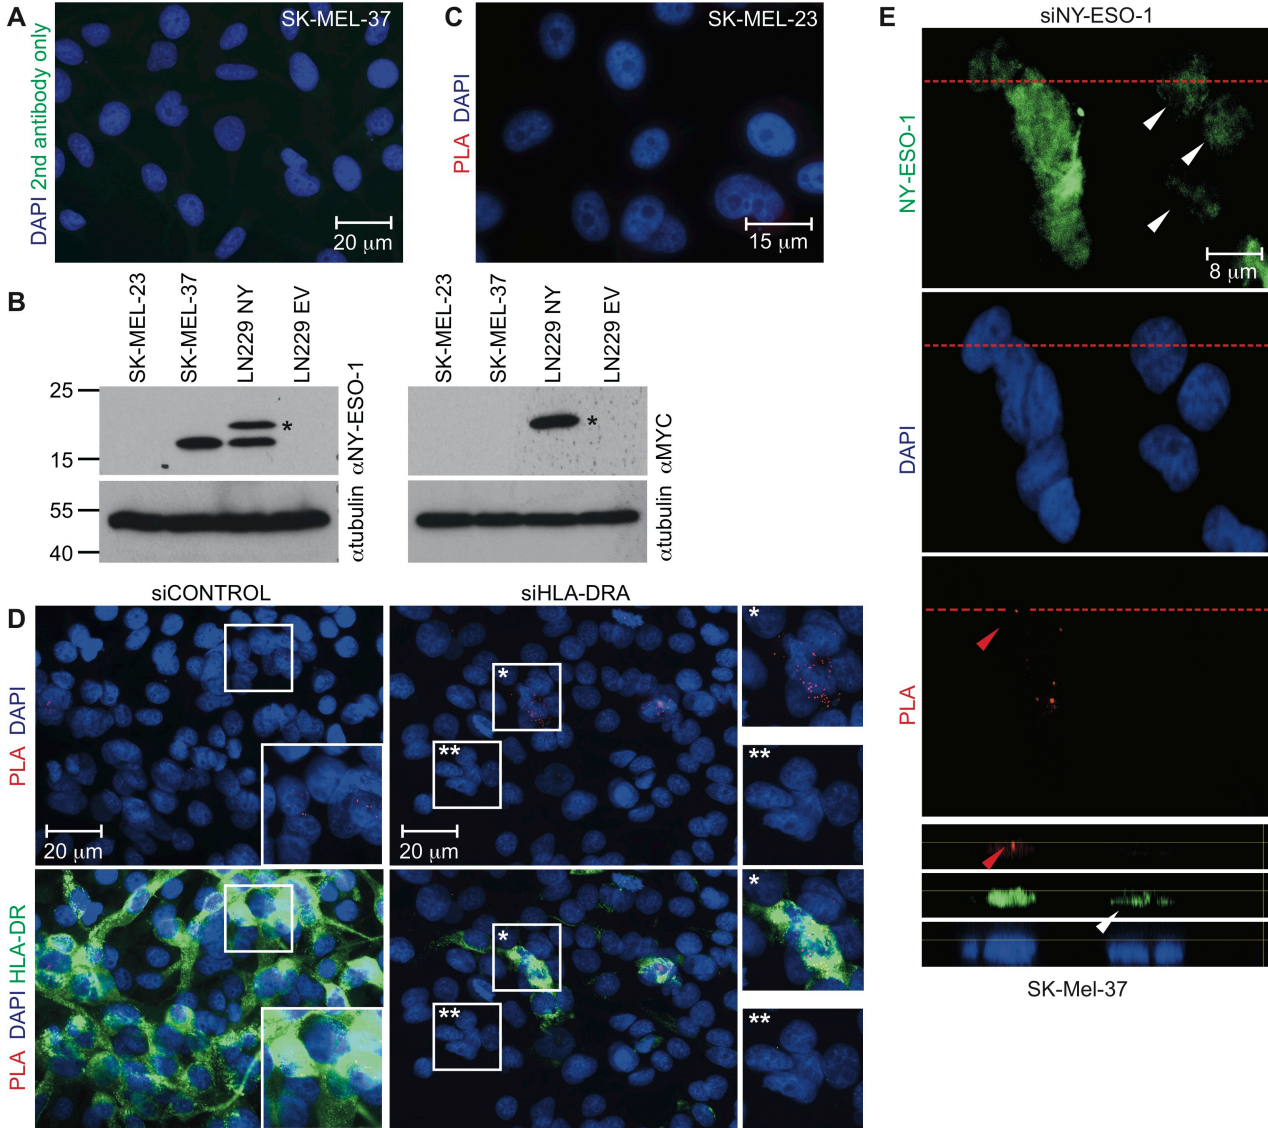 A
SK-MEL-37
DAPI 2nd antibody only
20 μm
C
SK-MEL-23
PLA DAPI
15 μm
E
siNY-ESO-1
NY-ESO-1
8 μm
DAPI
PLA
SK-Mel-37
B
SK-MEL-23
SK-MEL-37
LN229 NY
LN229 EV
25
15
*
αNY-ESO-1
55
40
αtubulin
SK-MEL-23
SK-MEL-37
LN229 NY
LN229 EV
*
αMYC
αtubulin
D
siCONTROL
siHLA-DRA
PLA DAPI
20 μm
*
**
20 μm
*
**
PLA DAPI HLA-DR
*
**
*
**